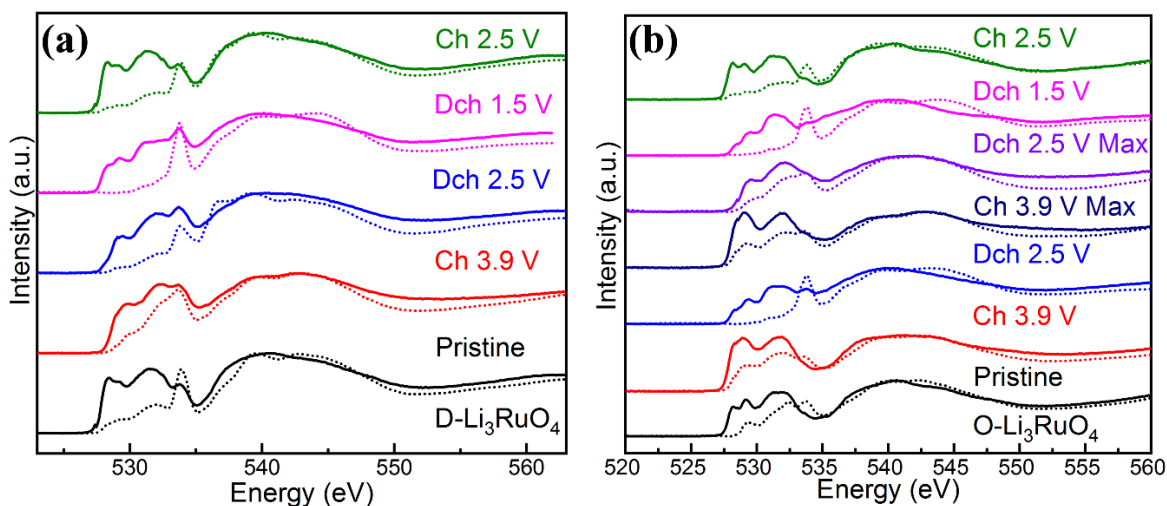 (a)
Ch 2.5 V
Dch 1.5 V
Dch 2.5 V
Ch 3.9 V
Pristine
D-Li₃RuO₄
Intensity (a.u.)
530 540 550 560
Energy (eV)
(b)
Ch 2.5 V
Dch 1.5 V
Dch 2.5 V Max
Ch 3.9 V Max
Dch 2.5 V
Ch 3.9 V
Pristine
O-Li₃RuO₄
Intensity (a.u.)
520 525 530 535 540 545 550 555 560
Energy (eV)